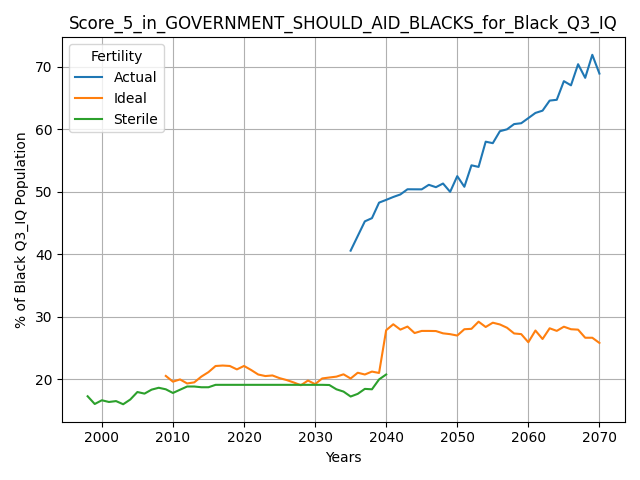 Score_5_in_GOVERNMENT_SHOULD_AID_BLACKS_for_Black_Q3_IQ
Fertility
Actual
Ideal
Sterile
% of Black Q3_IQ Population
70
60
50
40
30
20
2000
2010
2020
2030
2040
2050
2060
2070
Years